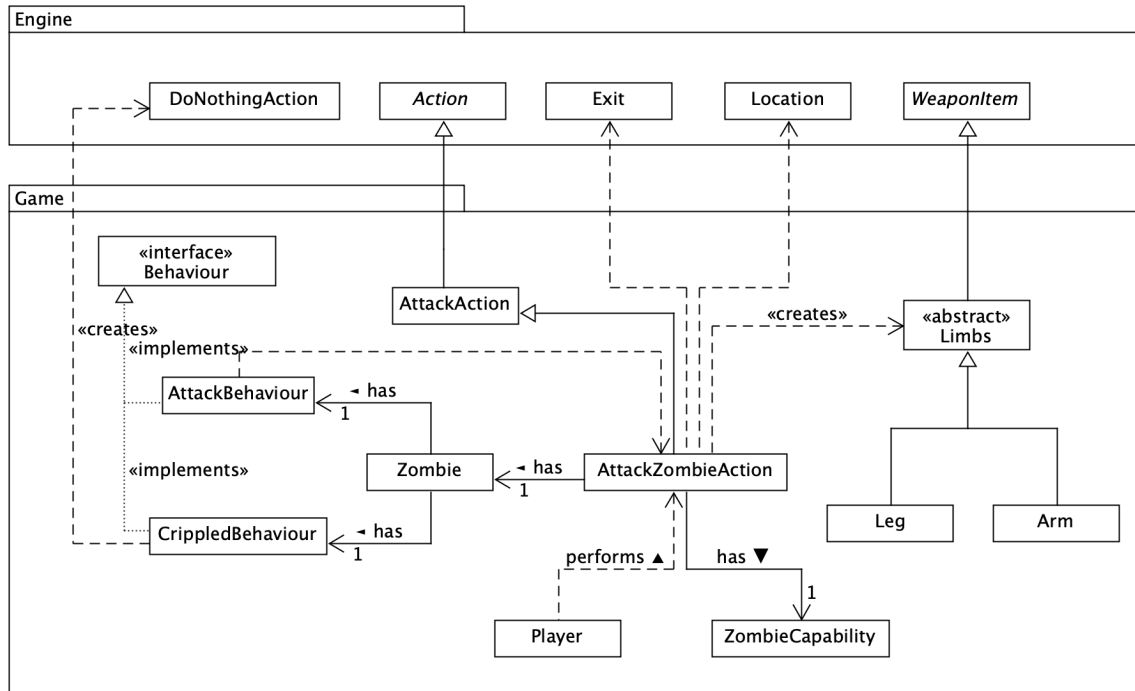 Engine
DoNothingAction
Action
Exit
Location
WeaponItem
Game
«interface»
Behaviour
AttackAction
«creates»
«abstract»
Limbs
«creates»
«implements»
AttackBehaviour
◄ has
1
«implements»
Zombie
◄ has
1
AttackZombieAction
CrippledBehaviour
◄ has
1
Leg
Arm
performs ▲
has ▼
1
Player
ZombieCapability